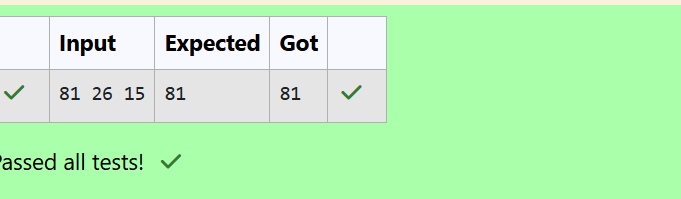 Input Expected Got
81 26 15 81 81
Passed all tests!